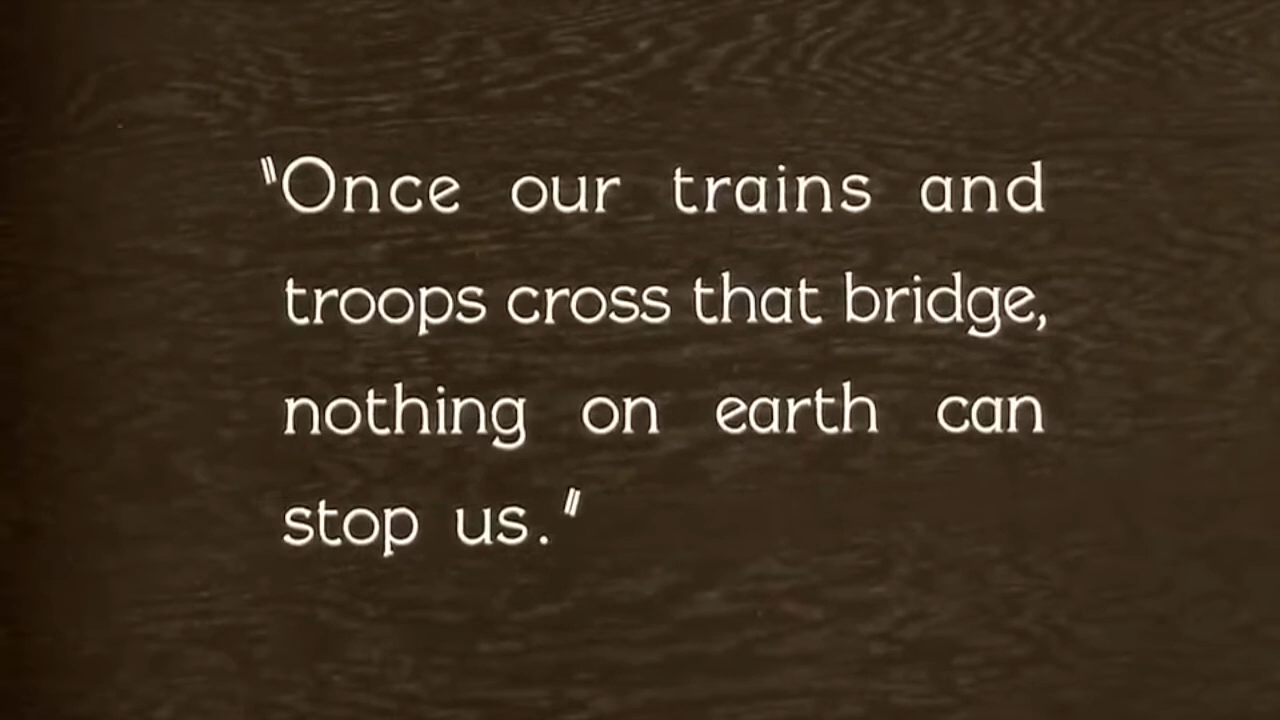 "Once our trains and
troops cross that bridge,
nothing on earth can
stop us."